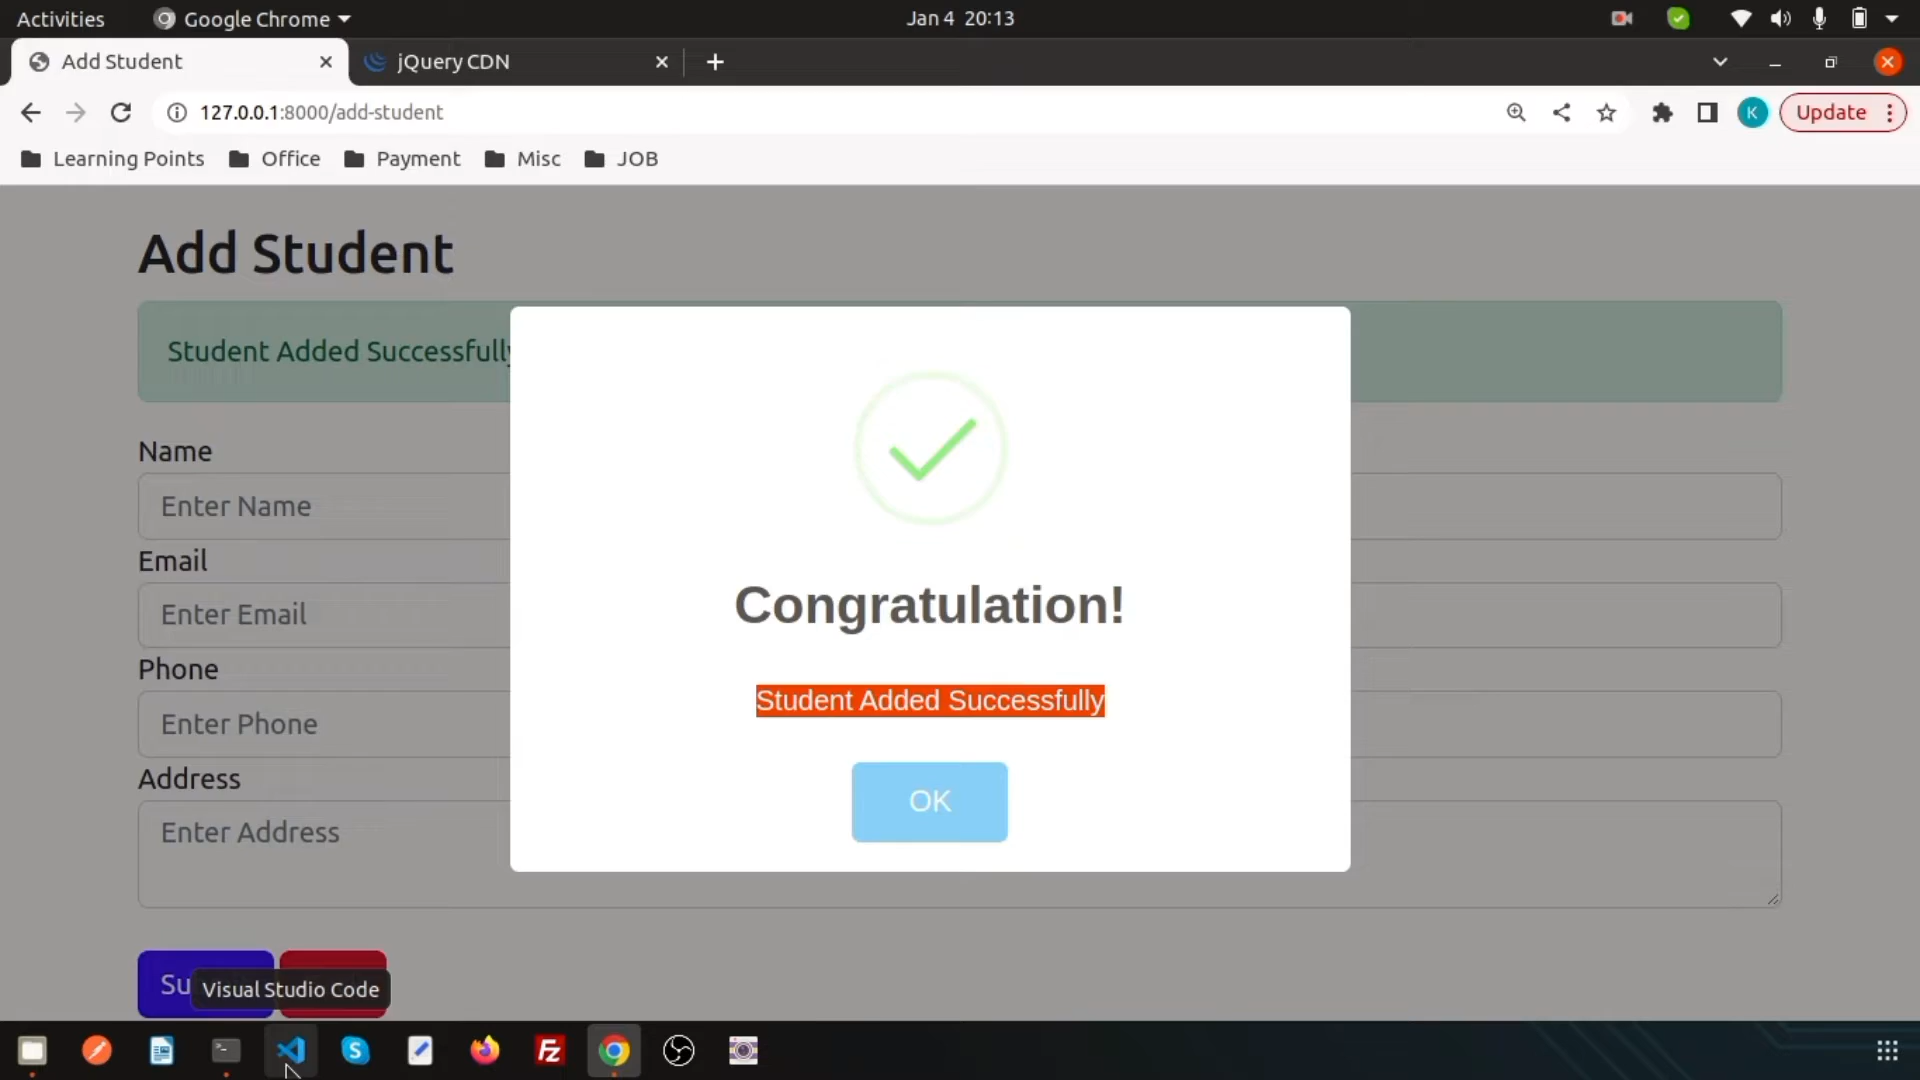 Activities Google Chrome Jan 4 20:13
Add Student jQuery CDN
127.0.0.1:8000/add-student K Update
Learning Points Office Payment Misc JOB
Add Student
Student Added Successfully
Name
Enter Name
Email
Enter Email
Phone
Enter Phone
Address
Enter Address
Congratulation!
Student Added Successfully
OK
Su
Visual Studio Code